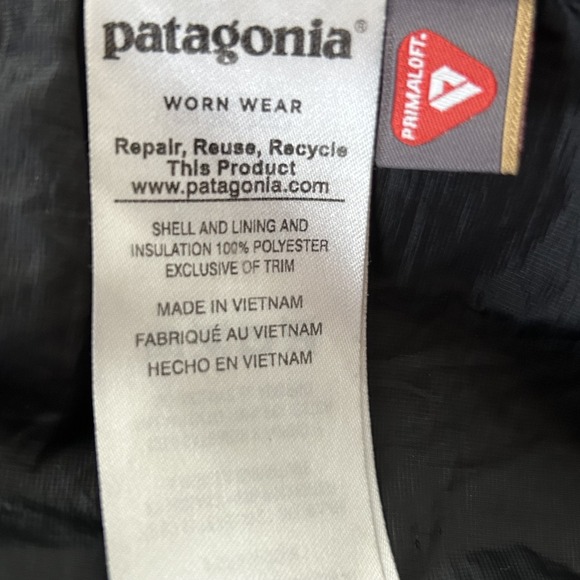 patagonia®
WORN WEAR
Repair, Reuse, Recycle
This Product
www.patagonia.com
SHELL AND LINING AND
INSULATION 100% POLYESTER
EXCLUSIVE OF TRIM
MADE IN VIETNAM
FABRIQUÉ AU VIETNAM
HECHO EN VIETNAM
PRIMALOFT.